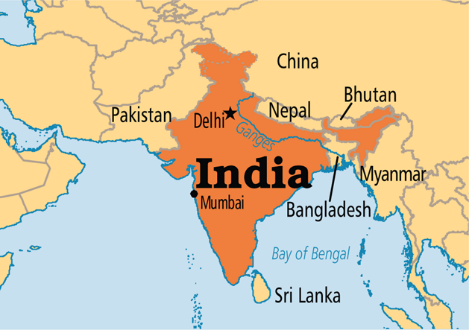 China
Bhutan
Pakistan
Delhi
Nepal
Ganges
India
Myanmar
Mumbai
Bangladesh
Bay of Bengal
Sri Lanka